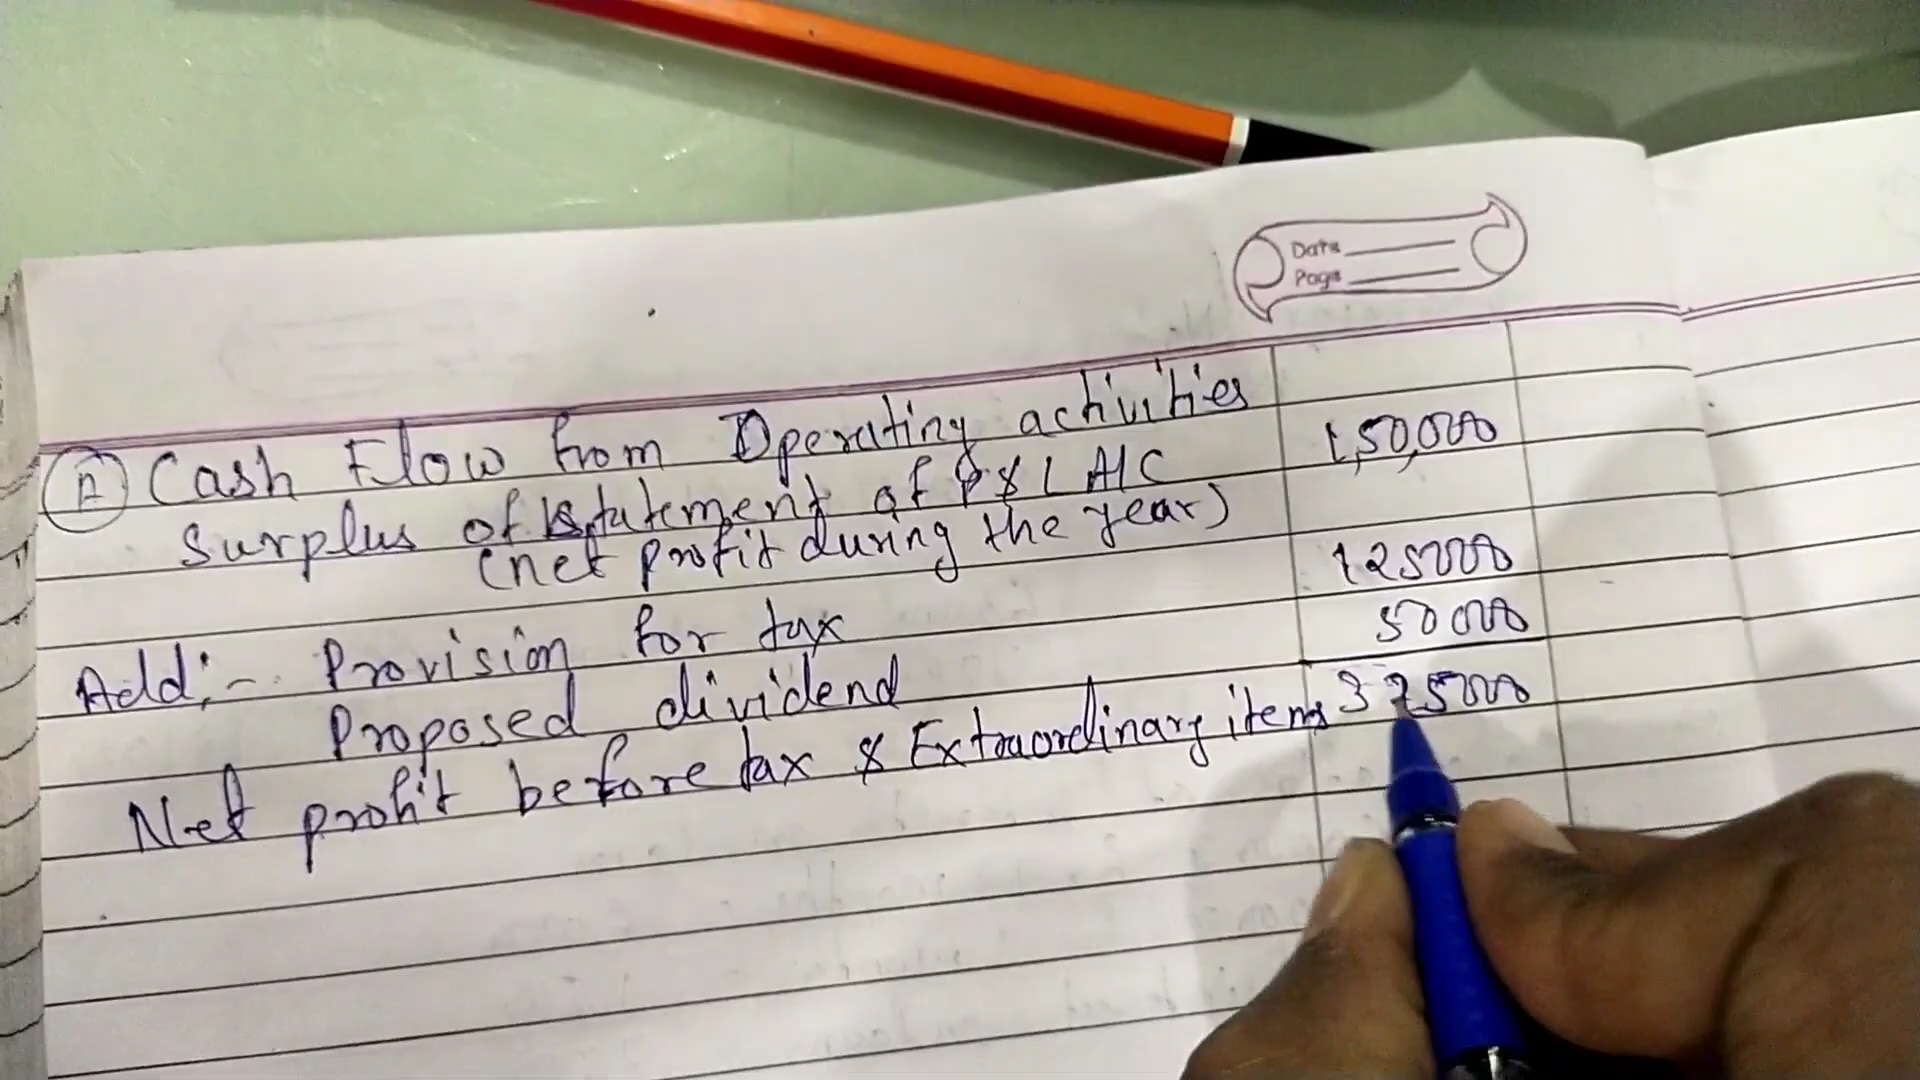 Date
Page
(A) Cash Flow from Operating activities
Surplus of statement of P & L A/C 1,50,000
(net profit during the year)
Add:- Provision for tax 125000
Proposed dividend 50000
Net profit before tax & Extraordinary items 325000